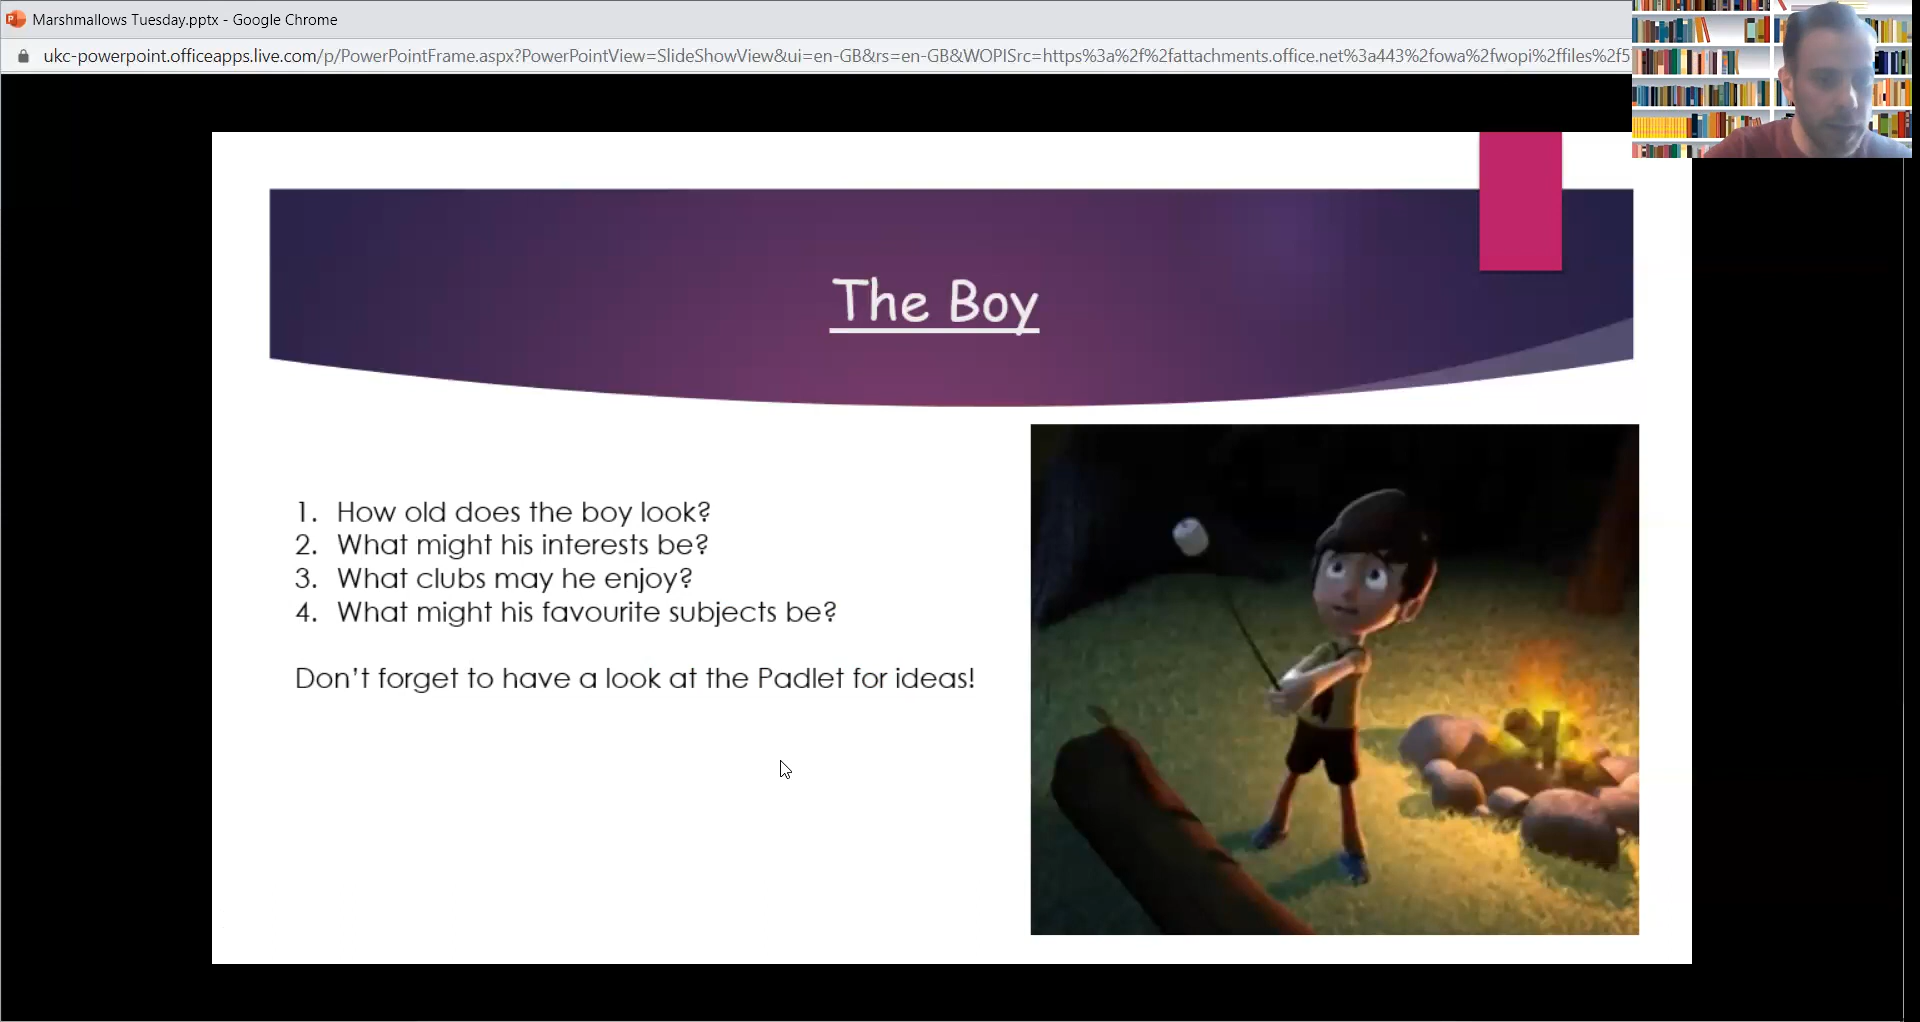 Marshmallows Tuesday.pptx - Google Chrome
ukc-powerpoint.officeapps.live.com/p/PowerPointFrame.aspx?PowerPointView=SlideShowView&ui=en-GB&rs=en-GB&WOPISrc=https%3a%2f%2fattachments.office.net%3a443%2fowa%2fwopi%2ffiles%2f5
The Boy
1. How old does the boy look?
2. What might his interests be?
3. What clubs may he enjoy?
4. What might his favourite subjects be?
Don't forget to have a look at the Padlet for ideas!